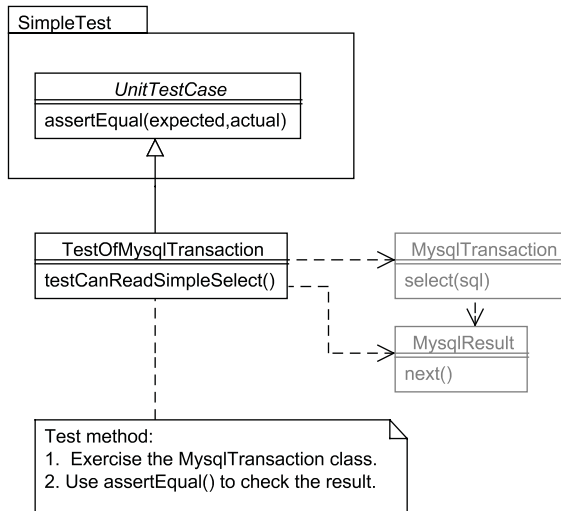 SimpleTest
UnitTestCase
assertEqual(expected,actual)
TestOfMysqlTransaction
testCanReadSimpleSelect()
MysqlTransaction
select(sql)
MysqlResult
next()
Test method:
1. Exercise the MysqlTransaction class.
2. Use assertEqual() to check the result.